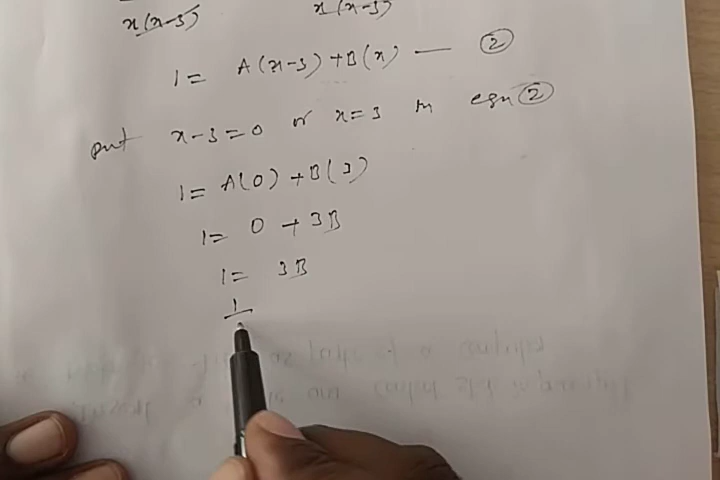 x(x-3) x(x-3)
1= A(x-3)+B(x) — ②
put x-3=0 or x=3 in eqn ②
1= A(0)+B(3)
1= 0 + 3B
1= 3B
1